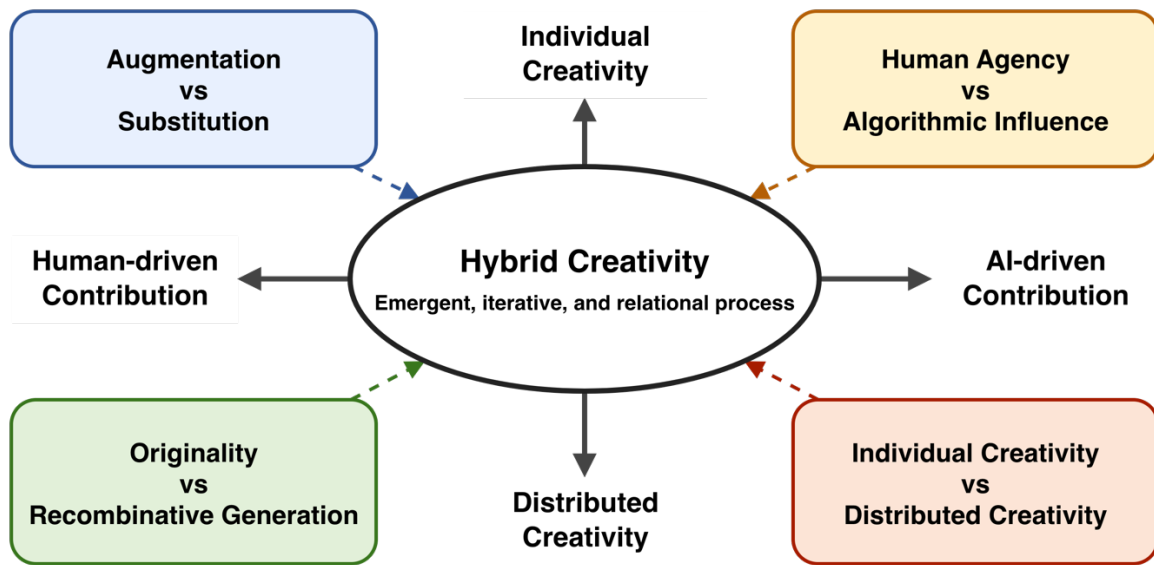 Augmentation
vs
Substitution
Individual
Creativity
Human Agency
vs
Algorithmic Influence
Human-driven
Contribution
Hybrid Creativity
Emergent, iterative, and relational process
AI-driven
Contribution
Originality
vs
Recombinative Generation
Distributed
Creativity
Individual Creativity
vs
Distributed Creativity